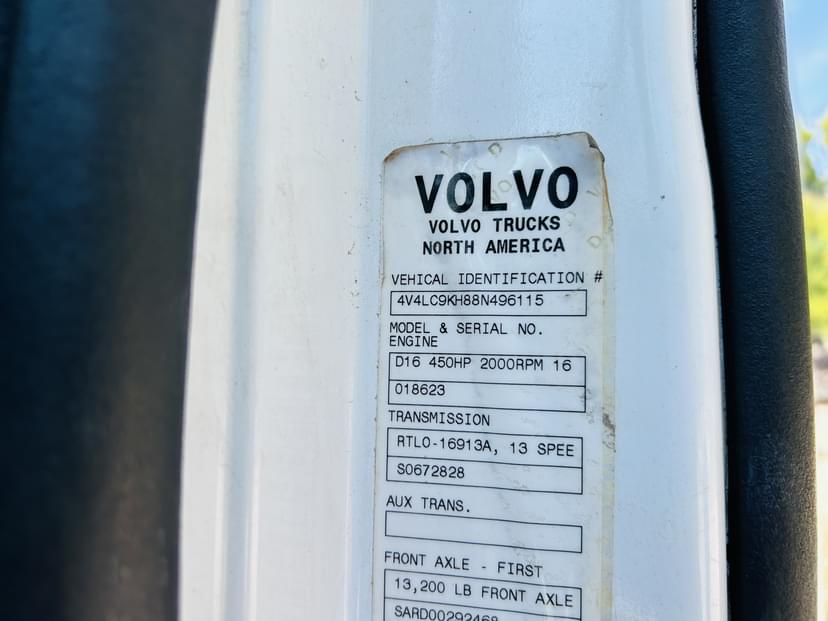 VOLVO
VOLVO TRUCKS
NORTH AMERICA
VEHICAL IDENTIFICATION #
4V4LC9KH88N496115
MODEL & SERIAL NO.
ENGINE
D16 450HP 2000RPM 16
018623
TRANSMISSION
RTLO-16913A, 13 SPEE
S0672828
AUX TRANS.
FRONT AXLE - FIRST
13,200 LB FRONT AXLE
SARD00292468